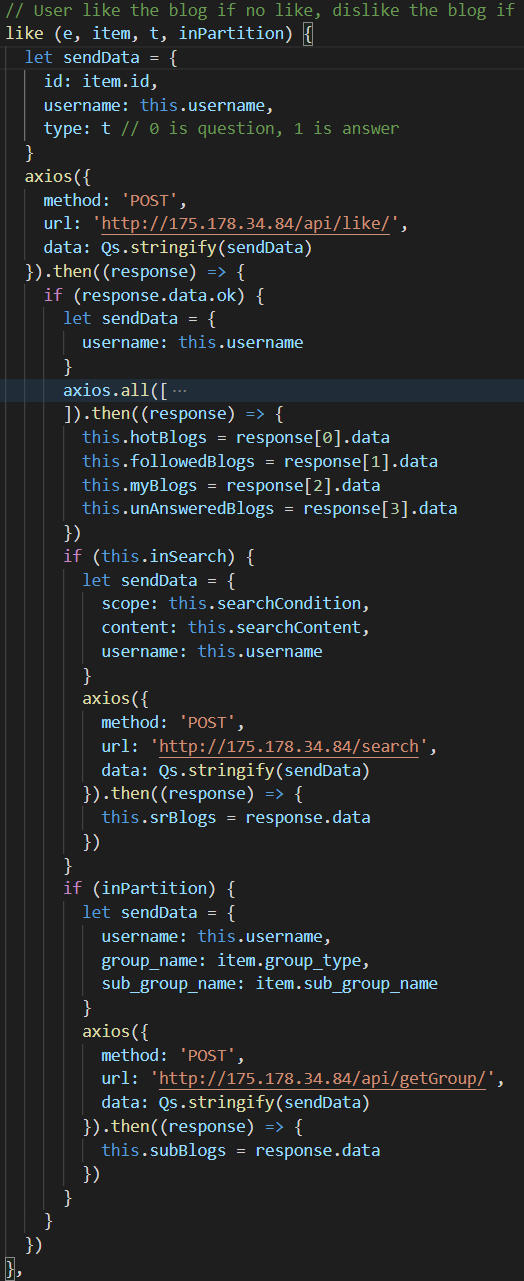 // User like the blog if no like, dislike the blog if
like (e, item, t, inPartition) {
  let sendData = {
    id: item.id,
    username: this.username,
    type: t // 0 is question, 1 is answer
  }
  axios({
    method: 'POST',
    url: 'http://175.178.34.84/api/like/',
    data: Qs.stringify(sendData)
  }).then((response) => {
    if (response.data.ok) {
      let sendData = {
        username: this.username
      }
      axios.all([ ⋯
      ]).then((response) => {
        this.hotBlogs = response[0].data
        this.followedBlogs = response[1].data
        this.myBlogs = response[2].data
        this.unAnsweredBlogs = response[3].data
      })
      if (this.inSearch) {
        let sendData = {
          scope: this.searchCondition,
          content: this.searchContent,
          username: this.username
        }
        axios({
          method: 'POST',
          url: 'http://175.178.34.84/search',
          data: Qs.stringify(sendData)
        }).then((response) => {
          this.srBlogs = response.data
        })
      }
      if (inPartition) {
        let sendData = {
          username: this.username,
          group_name: item.group_type,
          sub_group_name: item.sub_group_name
        }
        axios({
          method: 'POST',
          url: 'http://175.178.34.84/api/getGroup/',
          data: Qs.stringify(sendData)
        }).then((response) => {
          this.subBlogs = response.data
        })
      }
    }
  })
},